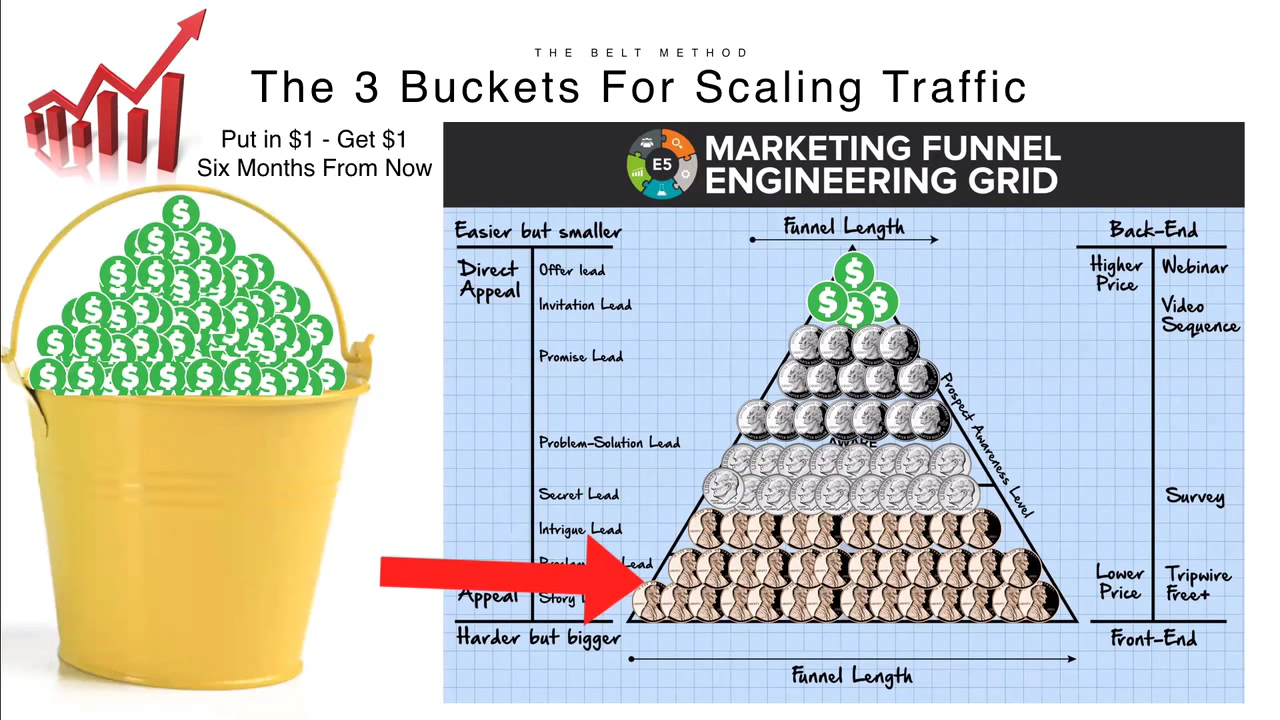 THE BELT METHOD
The 3 Buckets For Scaling Traffic
Put in $1 - Get $1
Six Months From Now
E5
MARKETING FUNNEL
ENGINEERING GRID
Easier but smaller
Funnel Length
Back-End
Direct
Appeal
Offer lead
Invitation Lead
Promise Lead
Problem-Solution Lead
Secret Lead
Intrigue Lead
Lead
Appeal
Story
Harder but bigger
Prospect Awareness Level
Higher
Price
Webinar
Video
Sequence
Survey
Lower
Price
Tripwire
Free+
Front-End
Funnel Length